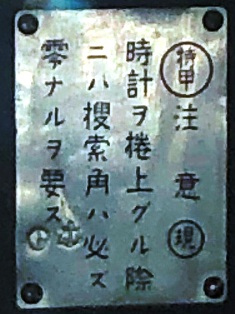 特甲 注意 現
時計ヲ捲上グル際
ニハ捜索角ハ必ズ
零ナルヲ要ス